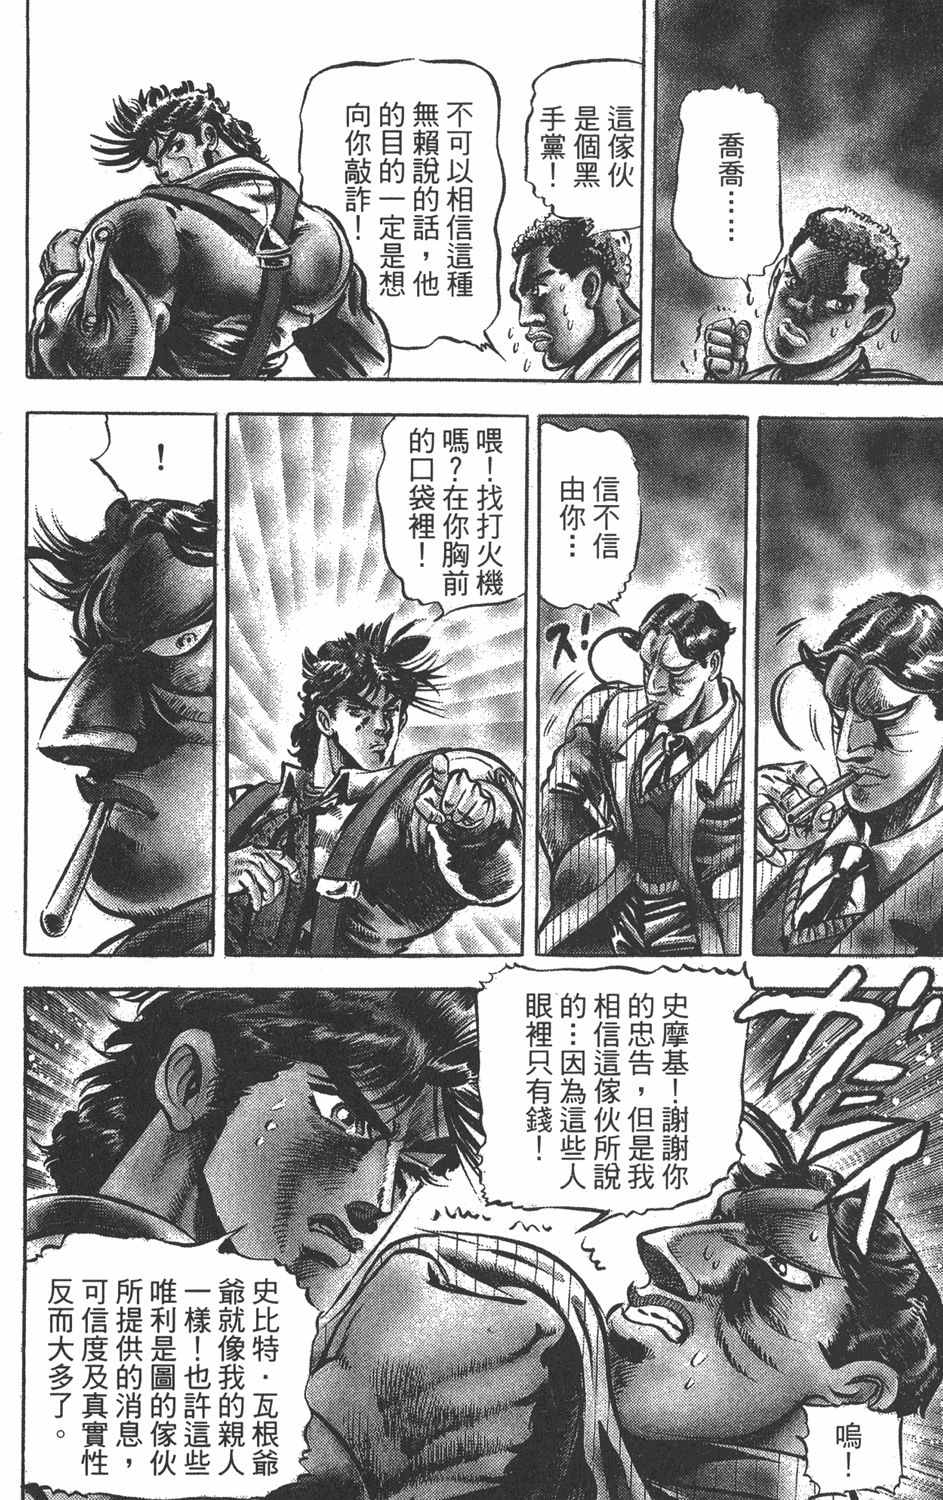 喬喬……
這傢伙
是個黑
手黨！
不可以相信這種
無賴說的話，他
的目的一定是想
向你敲詐！
信不信
由你…
ス！
喂！找打火機
嗎？在你胸前
的口袋裡！
！
史摩基！謝謝你
的忠告，但是我
相信這傢伙所說
的…因為這些人
眼裡只有錢！
嗚！
史比特．瓦根爺
爺就像我的親人
一樣！也許這些
唯利是圖的傢伙
所提供的消息，
可信度及真實性
反而大多了。